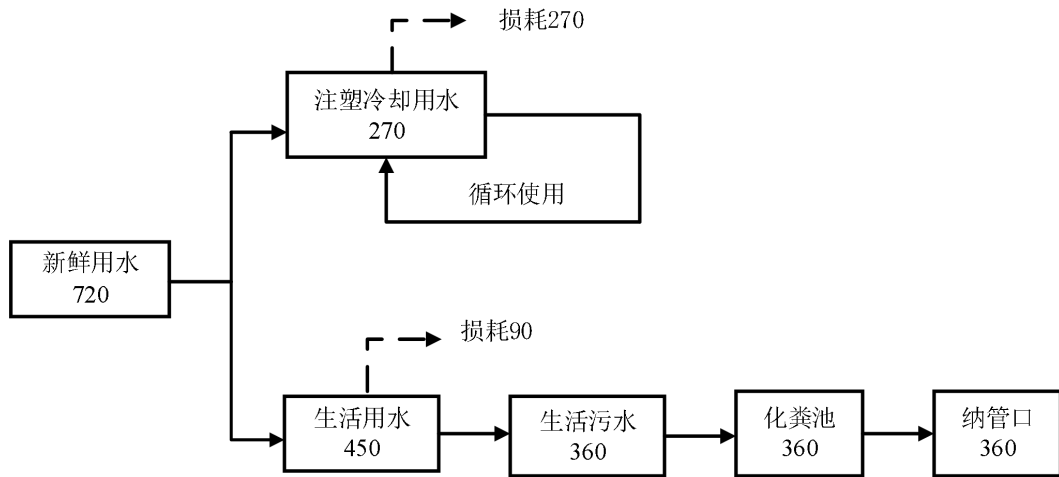 损耗270
注塑冷却用水
270
循环使用
新鲜用水
720
损耗90
生活用水
450
生活污水
360
化粪池
360
纳管口
360